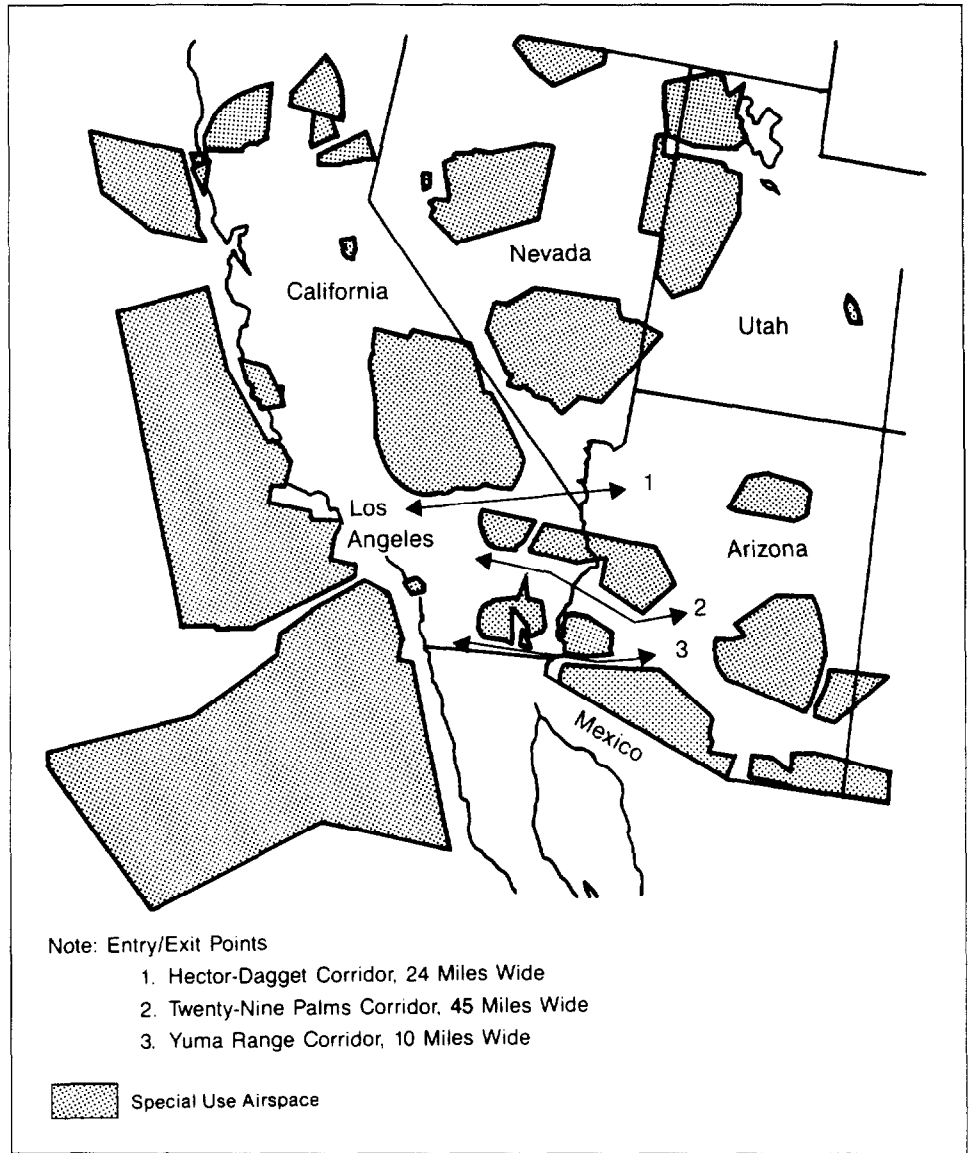 Nevada
California
Utah
1
Los
Angeles
Arizona
2
3
Mexico
Note: Entry/Exit Points
1. Hector-Dagget Corridor, 24 Miles Wide
2. Twenty-Nine Palms Corridor, 45 Miles Wide
3. Yuma Range Corridor, 10 Miles Wide
Special Use Airspace